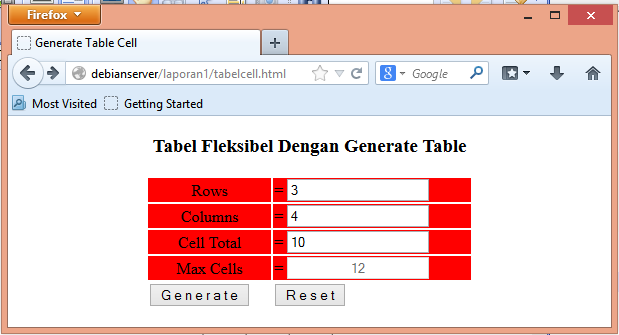 Firefox
Generate Table Cell
debianserver/laporan1/tabelcell.html
Google
Most Visited Getting Started
Tabel Fleksibel Dengan Generate Table
Rows = 3
Columns = 4
Cell Total = 10
Max Cells = 12
Generate Reset